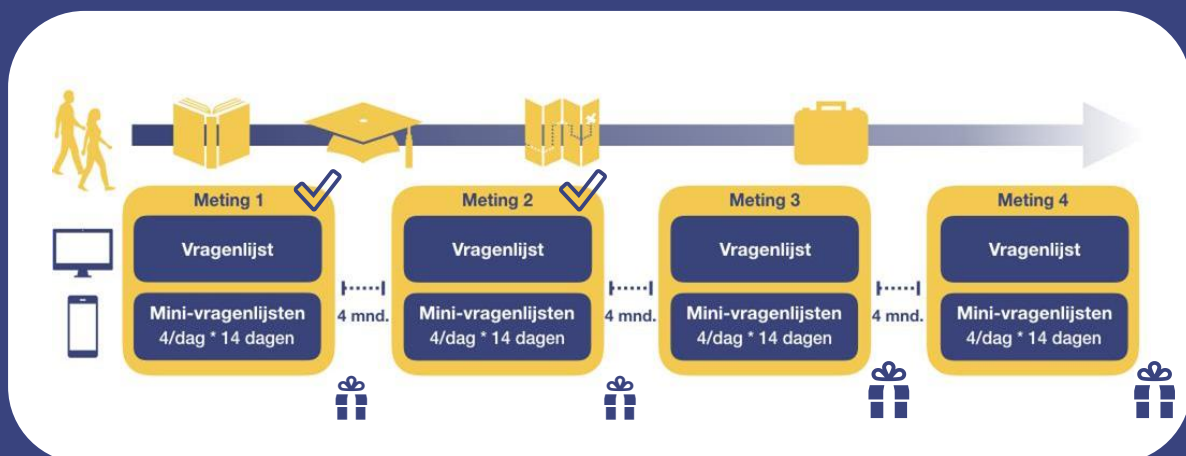 Meting 1
Vragenlijst
Mini-vragenlijsten
4/dag * 14 dagen
4 mnd.
Meting 2
Vragenlijst
Mini-vragenlijsten
4/dag * 14 dagen
4 mnd.
Meting 3
Vragenlijst
Mini-vragenlijsten
4/dag * 14 dagen
4 mnd.
Meting 4
Vragenlijst
Mini-vragenlijsten
4/dag * 14 dagen